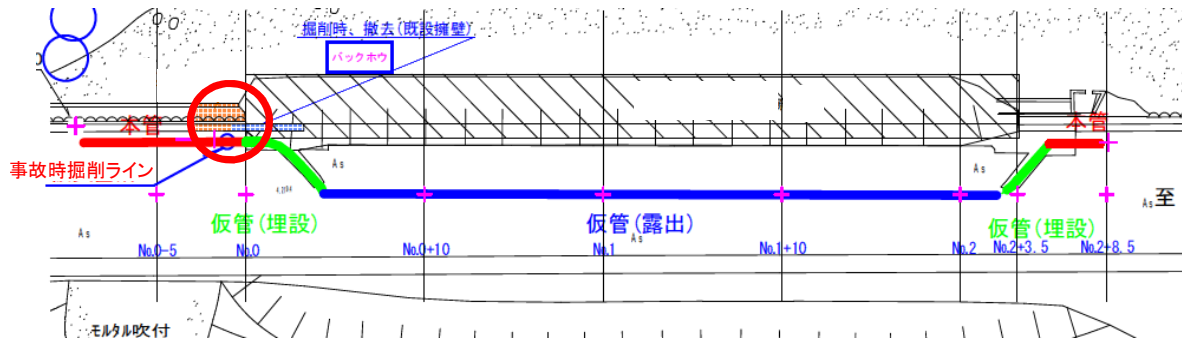 掘削時、撤去(既設擁壁)
バックホウ
本管
本管
事故時掘削ライン
As
As
仮管(埋設)
仮管(露出)
仮管(埋設)
As
As
As
至
No.0-5
No.0
No.0+10
No.1
No.1+10
No.2
No.2+3.5
No.2+8.5
モルタル吹付